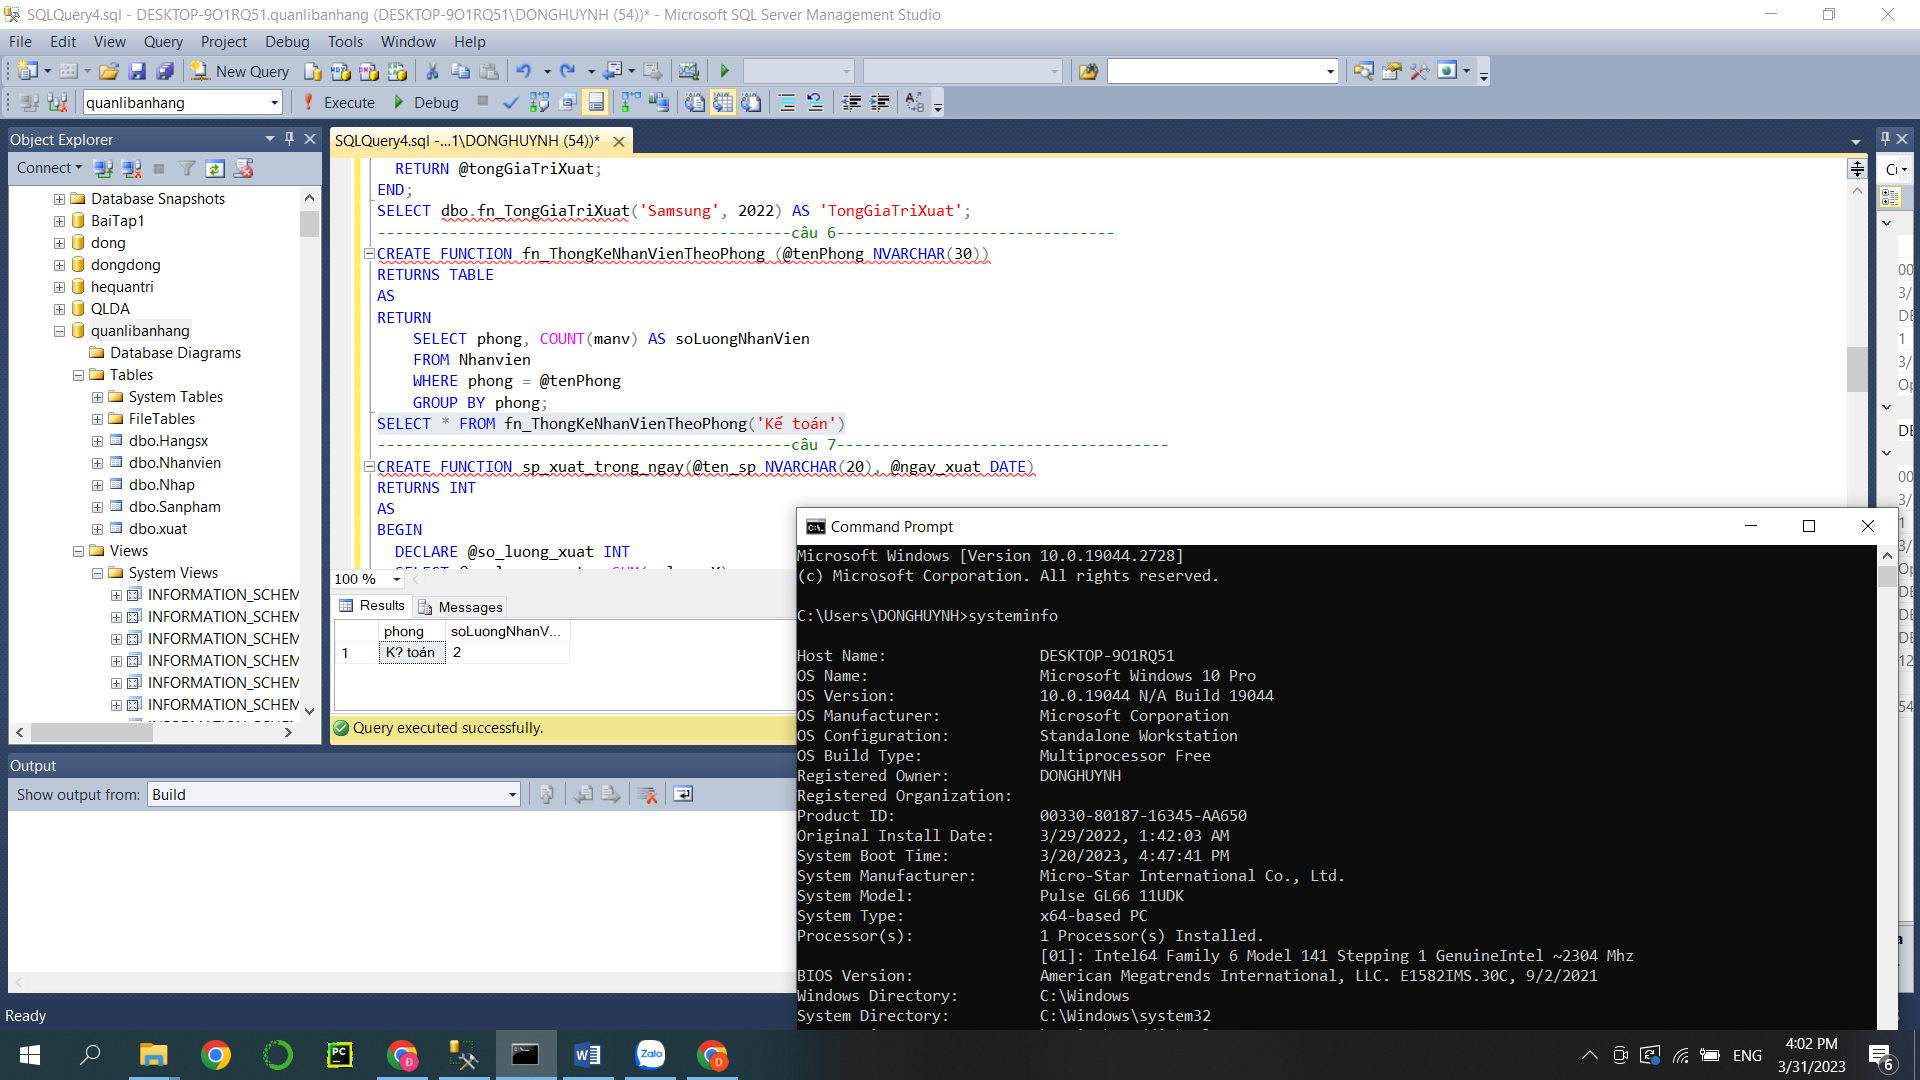 SQLQuery4.sql - DESKTOP-9O1RQ51.quanlibanhang (DESKTOP-9O1RQ51\DONGHUYNH (54))* - Microsoft SQL Server Management Studio
File Edit View Query Project Debug Tools Window Help
New Query
quanlibanhang Execute Debug
Object Explorer
Connect
Database Snapshots
BaiTap1
dong
dongdong
hequantri
QLDA
quanlibanhang
Database Diagrams
Tables
System Tables
FileTables
dbo.Hangsx
dbo.Nhanvien
dbo.Nhap
dbo.Sanpham
dbo.xuat
Views
System Views
INFORMATION_SCHEM
INFORMATION_SCHEM
INFORMATION_SCHEM
INFORMATION_SCHEM
INFORMATION_SCHEM
INFORMATION_SCHEM
SQLQuery4.sql -...1\DONGHUYNH (54))*
RETURN @tongGiaTriXuat;
END;
SELECT dbo.fn_TongGiaTriXuat('Samsung', 2022) AS 'TongGiaTriXuat';
----------------------------------------------câu 6-------------------------------
CREATE FUNCTION fn_ThongKeNhanVienTheoPhong (@tenPhong NVARCHAR(30))
RETURNS TABLE
AS
RETURN
SELECT phong, COUNT(manv) AS soLuongNhanVien
FROM Nhanvien
WHERE phong = @tenPhong
GROUP BY phong;
SELECT * FROM fn_ThongKeNhanVienTheoPhong('Kế toán')
----------------------------------------------câu 7-------------------------------------
CREATE FUNCTION sp_xuat_trong_ngay(@ten_sp NVARCHAR(20), @ngay_xuat DATE)
RETURNS INT
AS
BEGIN
DECLARE @so_luong_xuat INT
100 %
Results Messages
phong soLuongNhanV...
1 K? toán 2
Query executed successfully.
Output
Show output from: Build
Ready
Command Prompt
Microsoft Windows [Version 10.0.19044.2728]
(c) Microsoft Corporation. All rights reserved.
C:\Users\DONGHUYNH>systeminfo
Host Name: DESKTOP-9O1RQ51
OS Name: Microsoft Windows 10 Pro
OS Version: 10.0.19044 N/A Build 19044
OS Manufacturer: Microsoft Corporation
OS Configuration: Standalone Workstation
OS Build Type: Multiprocessor Free
Registered Owner: DONGHUYNH
Registered Organization:
Product ID: 00330-80187-16345-AA650
Original Install Date: 3/29/2022, 1:42:03 AM
System Boot Time: 3/20/2023, 4:47:41 PM
System Manufacturer: Micro-Star International Co., Ltd.
System Model: Pulse GL66 11UDK
System Type: x64-based PC
Processor(s): 1 Processor(s) Installed.
[01]: Intel64 Family 6 Model 141 Stepping 1 GenuineIntel ~2304 Mhz
BIOS Version: American Megatrends International, LLC. E1582IMS.30C, 9/2/2021
Windows Directory: C:\Windows
System Directory: C:\Windows\system32
PC
Zalo
ENG
4:02 PM
3/31/2023
6